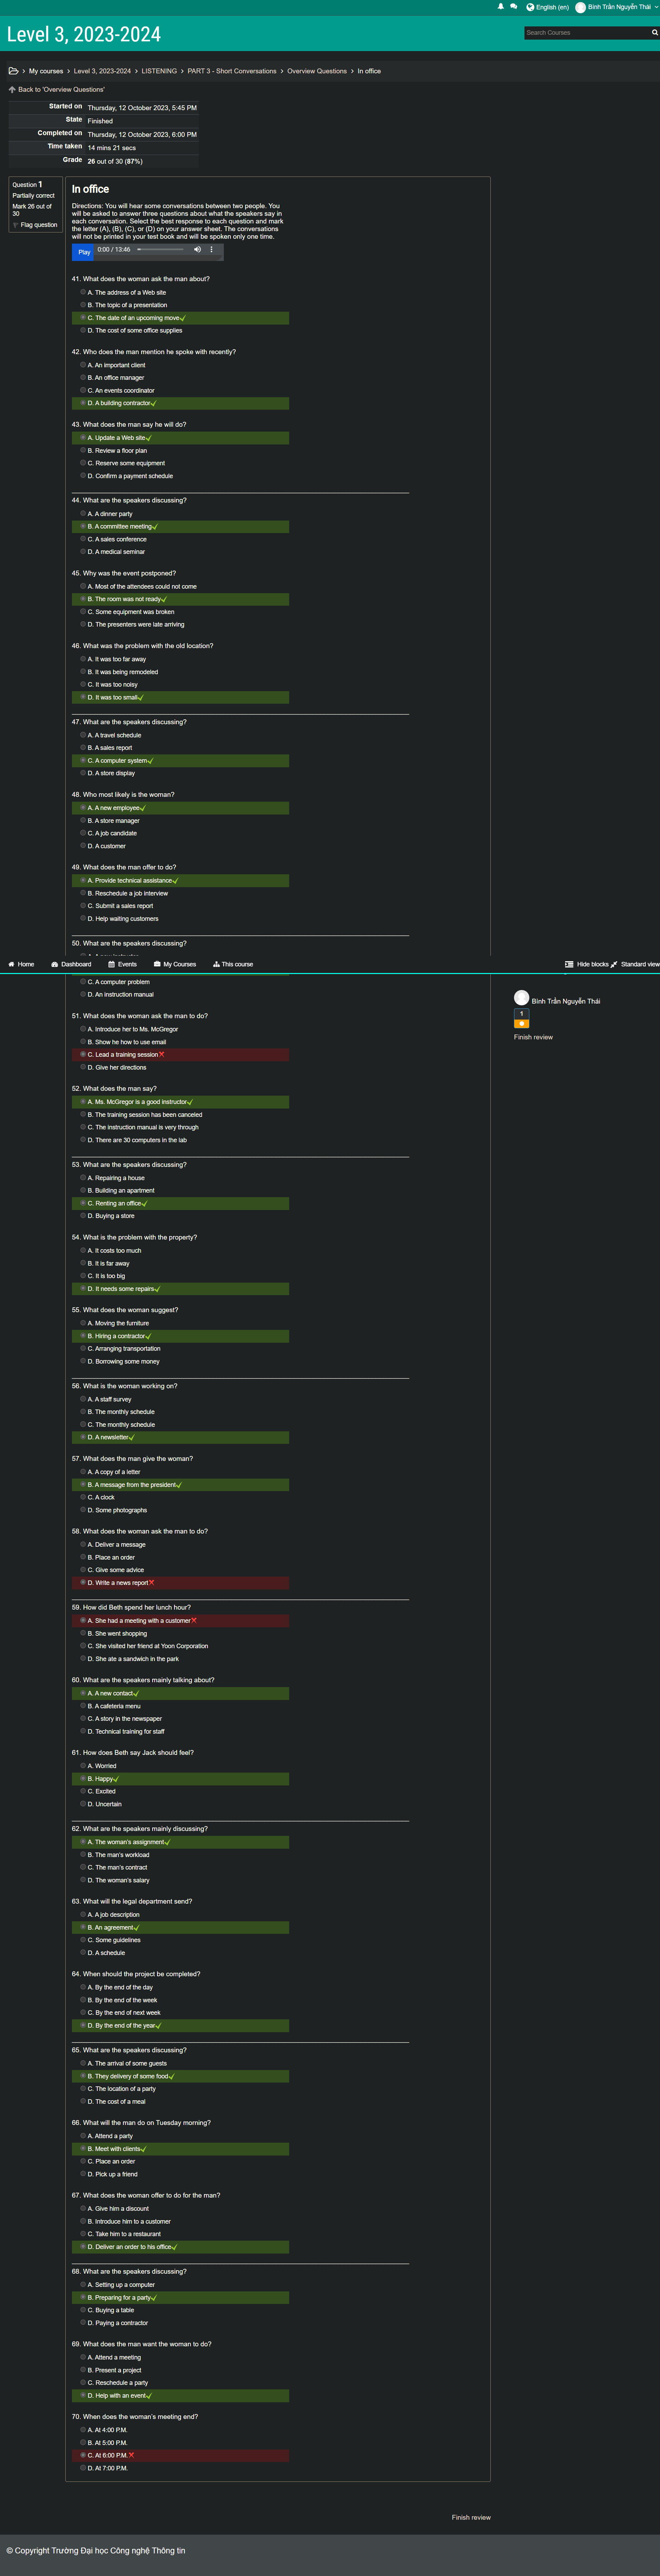 English (en) Bình Trần Nguyễn Thái
Level 3, 2023-2024
Search Courses
My courses › Level 3, 2023-2024 › LISTENING › PART 3 - Short Conversations › Overview Questions › In office
Back to 'Overview Questions'
Started on Thursday, 12 October 2023, 5:45 PM
State Finished
Completed on Thursday, 12 October 2023, 6:00 PM
Time taken 14 mins 21 secs
Grade 26 out of 30 (87%)
Question 1
Partially correct
Mark 26 out of
30
Flag question
In office
Directions: You will hear some conversations between two people. You
will be asked to answer three questions about what the speakers say in
each conversation. Select the best response to each question and mark
the letter (A), (B), (C), or (D) on your answer sheet. The conversations
will not be printed in your test book and will be spoken only one time.
Play 0:00 / 13:46
41. What does the woman ask the man about?
A. The address of a Web site
B. The topic of a presentation
C. The date of an upcoming move
D. The cost of some office supplies
42. Who does the man mention he spoke with recently?
A. An important client
B. An office manager
C. An events coordinator
D. A building contractor
43. What does the man say he will do?
A. Update a Web site
B. Review a floor plan
C. Reserve some equipment
D. Confirm a payment schedule
44. What are the speakers discussing?
A. A dinner party
B. A committee meeting
C. A sales conference
D. A medical seminar
45. Why was the event postponed?
A. Most of the attendees could not come
B. The room was not ready
C. Some equipment was broken
D. The presenters were late arriving
46. What was the problem with the old location?
A. It was too far away
B. It was being remodeled
C. It was too noisy
D. It was too small
47. What are the speakers discussing?
A. A travel schedule
B. A sales report
C. A computer system
D. A store display
48. Who most likely is the woman?
A. A new employee
B. A store manager
C. A job candidate
D. A customer
49. What does the man offer to do?
A. Provide technical assistance
B. Reschedule a job interview
C. Submit a sales report
D. Help waiting customers
50. What are the speakers discussing?
Home Dashboard Events My Courses This course Hide blocks Standard view
C. A computer problem
D. An instruction manual
Bình Trần Nguyễn Thái
1
Finish review
51. What does the woman ask the man to do?
A. Introduce her to Ms. McGregor
B. Show he how to use email
C. Lead a training session
D. Give her directions
52. What does the man say?
A. Ms. McGregor is a good instructor
B. The training session has been canceled
C. The instruction manual is very through
D. There are 30 computers in the lab
53. What are the speakers discussing?
A. Repairing a house
B. Building an apartment
C. Renting an office
D. Buying a store
54. What is the problem with the property?
A. It costs too much
B. It is far away
C. It is too big
D. It needs some repairs
55. What does the woman suggest?
A. Moving the furniture
B. Hiring a contractor
C. Arranging transportation
D. Borrowing some money
56. What is the woman working on?
A. A staff survey
B. The monthly schedule
C. The monthly schedule
D. A newsletter
57. What does the man give the woman?
A. A copy of a letter
B. A message from the president
C. A clock
D. Some photographs
58. What does the woman ask the man to do?
A. Deliver a message
B. Place an order
C. Give some advice
D. Write a news report
59. How did Beth spend her lunch hour?
A. She had a meeting with a customer
B. She went shopping
C. She visited her friend at Yoon Corporation
D. She ate a sandwich in the park
60. What are the speakers mainly talking about?
A. A new contact
B. A cafeteria menu
C. A story in the newspaper
D. Technical training for staff
61. How does Beth say Jack should feel?
A. Worried
B. Happy
C. Excited
D. Uncertain
62. What are the speakers mainly discussing?
A. The woman's assignment
B. The man's workload
C. The man's contract
D. The woman's salary
63. What will the legal department send?
A. A job description
B. An agreement
C. Some guidelines
D. A schedule
64. When should the project be completed?
A. By the end of the day
B. By the end of the week
C. By the end of next week
D. By the end of the year
65. What are the speakers discussing?
A. The arrival of some guests
B. They delivery of some food
C. The location of a party
D. The cost of a meal
66. What will the man do on Tuesday morning?
A. Attend a party
B. Meet with clients
C. Place an order
D. Pick up a friend
67. What does the woman offer to do for the man?
A. Give him a discount
B. Introduce him to a customer
C. Take him to a restaurant
D. Deliver an order to his office
68. What are the speakers discussing?
A. Setting up a computer
B. Preparing for a party
C. Buying a table
D. Paying a contractor
69. What does the man want the woman to do?
A. Attend a meeting
B. Present a project
C. Reschedule a party
D. Help with an event
70. When does the woman's meeting end?
A. At 4:00 P.M.
B. At 5:00 P.M.
C. At 6:00 P.M.
D. At 7:00 P.M.
Finish review
© Copyright Trường Đại học Công nghệ Thông tin